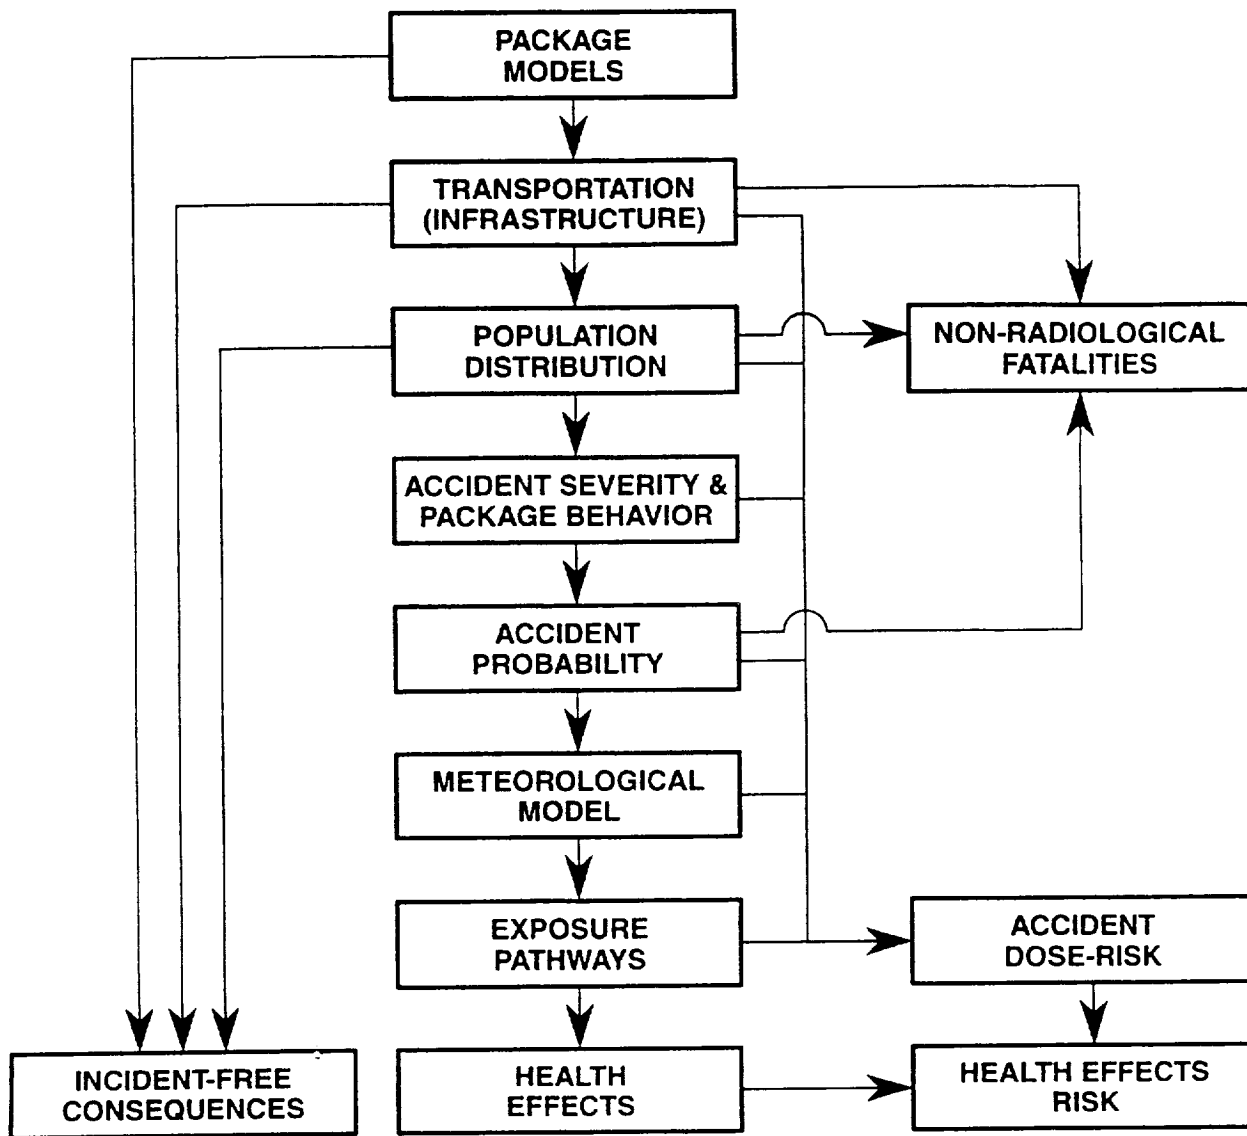 PACKAGE
MODELS
TRANSPORTATION
(INFRASTRUCTURE)
POPULATION
DISTRIBUTION
NON-RADIOLOGICAL
FATALITIES
ACCIDENT SEVERITY &
PACKAGE BEHAVIOR
ACCIDENT
PROBABILITY
METEOROLOGICAL
MODEL
EXPOSURE
PATHWAYS
ACCIDENT
DOSE-RISK
INCIDENT-FREE
CONSEQUENCES
HEALTH
EFFECTS
HEALTH EFFECTS
RISK